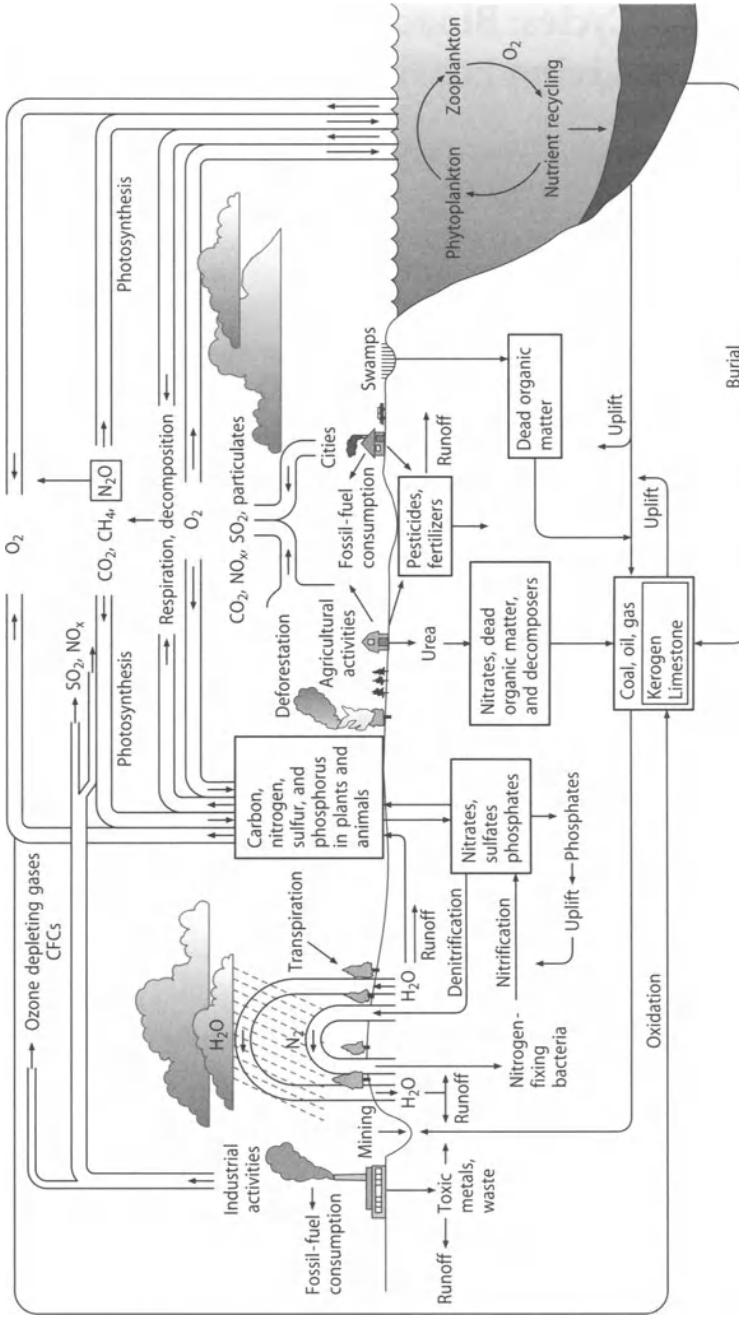 Ozone depleting gases
CFCs
SO2, NOx
O2
N2O
CO2, CH4,
Photosynthesis
Photosynthesis
Respiration, decomposition
O2
CO2, NOx, SO2, particulates
Industrial
activities
Fossil-fuel
consumption
H2O
N2
Transpiration
Carbon,
nitrogen,
sulfur, and
phosphorus
in plants and
animals
Deforestation
Agricultural
activities
Cities
Fossil-fuel
consumption
Swamps
Phytoplankton
Zooplankton
O2
Nutrient recycling
Mining
H2O
Runoff
H2O
Runoff
Runoff
Toxic
metals,
waste
Nitrogen-
fixing
bacteria
Denitrification
Nitrification
Nitrates,
sulfates
phosphates
Uplift
Phosphates
Urea
Nitrates, dead
organic matter,
and decomposers
Pesticides,
fertilizers
Runoff
Dead organic
matter
Uplift
Uplift
Coal, oil, gas
Kerogen
Limestone
Oxidation
Burial